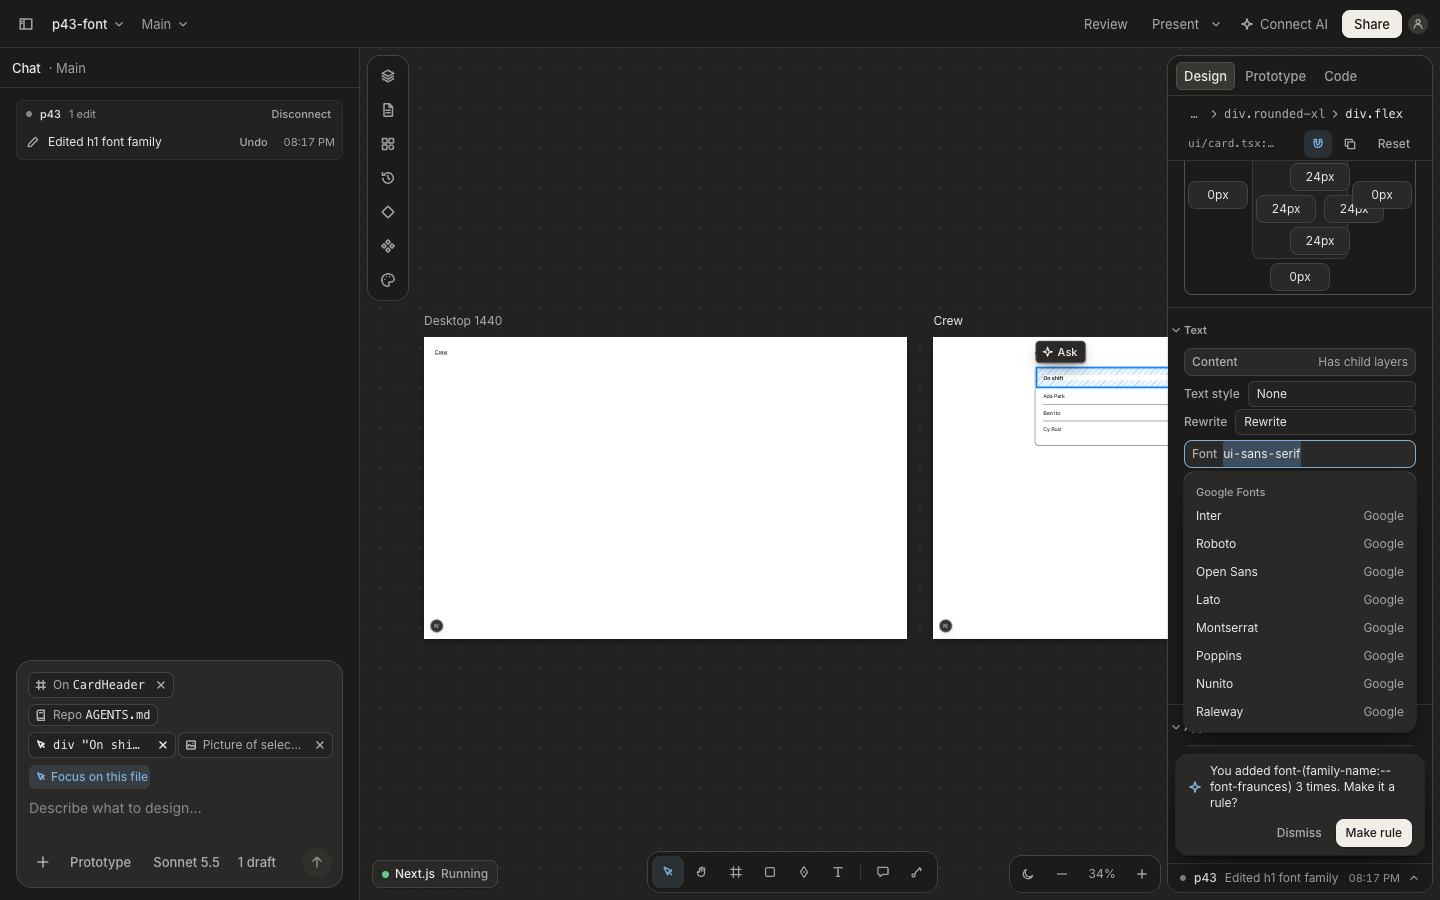 p43-font
Main
Review
Present
Connect AI
Share
Chat · Main
p43 1 edit
Disconnect
Edited h1 font family
Undo
08:17 PM
On CardHeader
Repo AGENTS.md
div "On shi…
Picture of selec…
Focus on this file
Describe what to design...
Prototype
Sonnet 5.5
1 draft
Desktop 1440
Crew
Crew
Ask
On shift
Ada Park
Ben Ito
Cy Ruiz
Next.js Running
34%
Design
Prototype
Code
… > div.rounded-xl > div.flex
ui/card.tsx:…
Reset
24px
0px
0px
24px
24px
24px
0px
Text
Content
Has child layers
Text style
None
Rewrite
Rewrite
Font ui-sans-serif
Google Fonts
Inter Google
Roboto Google
Open Sans Google
Lato Google
Montserrat Google
Poppins Google
Nunito Google
Raleway Google
You added font-(family-name:--
font-fraunces) 3 times. Make it a
rule?
Dismiss
Make rule
p43 Edited h1 font family 08:17 PM